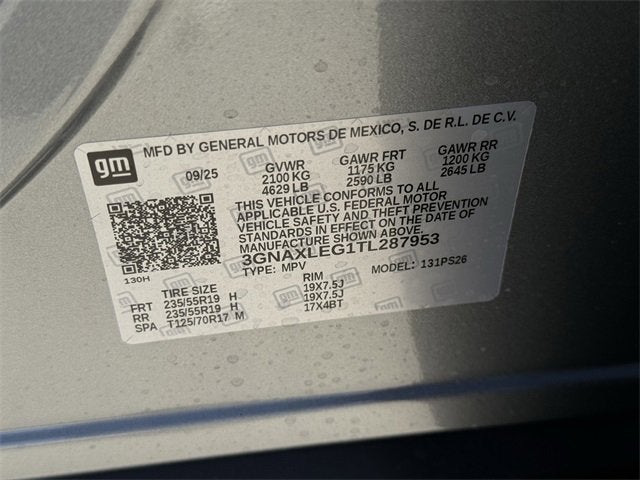 gm
MFD BY GENERAL MOTORS DE MEXICO, S. DE R.L. DE C.V.
09/25 GVWR GAWR FRT GAWR RR
2100 KG 1175 KG 1200 KG
4629 LB 2590 LB 2645 LB
THIS VEHICLE CONFORMS TO ALL
APPLICABLE U.S. FEDERAL MOTOR
VEHICLE SAFETY AND THEFT PREVENTION
STANDARDS IN EFFECT ON THE DATE OF
MANUFACTURE SHOWN ABOVE.
3GNAXLEG1TL287953
130H
TYPE: MPV MODEL: 131PS26
TIRE SIZE RIM
FRT 235/55R19 H 19X7.5J
RR 235/55R19 H 19X7.5J
SPA T125/70R17 M 17X4BT